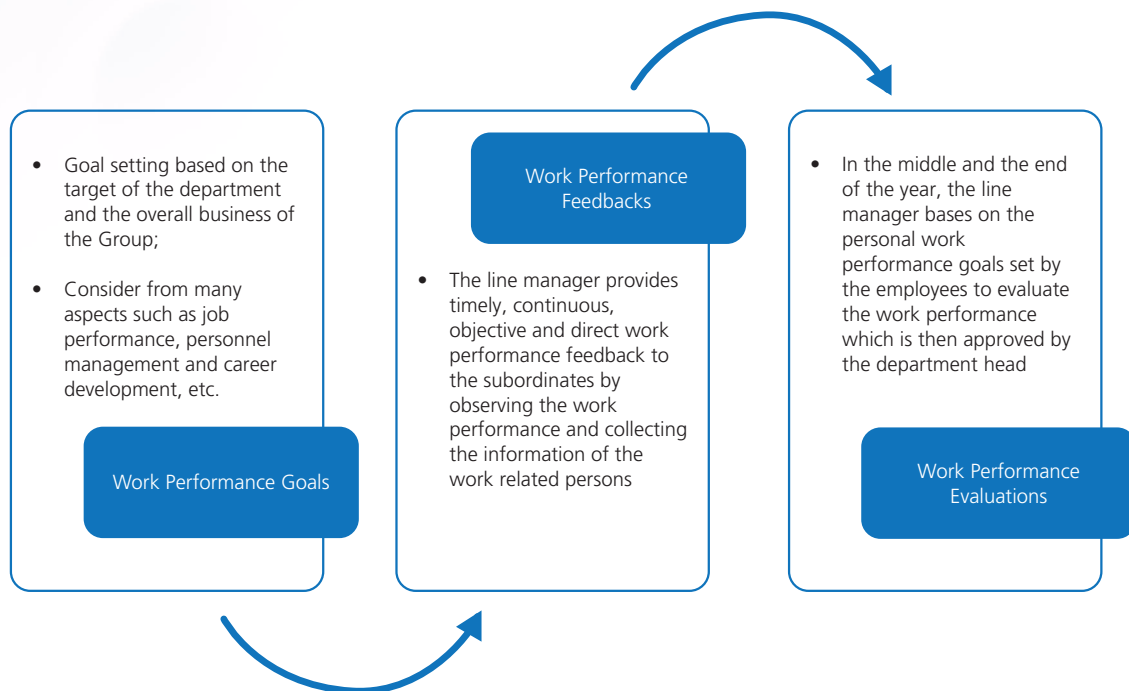 • Goal setting based on the
target of the department
and the overall business of
the Group;
• Consider from many
aspects such as job
performance, personnel
management and career
development, etc.
Work Performance Goals
Work Performance
Feedbacks
• The line manager provides
timely, continuous,
objective and direct work
performance feedback to
the subordinates by
observing the work
performance and collecting
the information of the
work related persons
• In the middle and the end
of the year, the line
manager bases on the
personal work
performance goals set by
the employees to evaluate
the work performance
which is then approved by
the department head
Work Performance
Evaluations